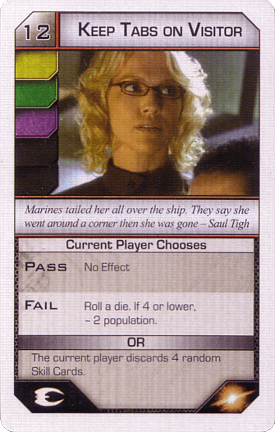 12 KEEP TABS ON VISITOR
Marines tailed her all over the ship. They say she
went around a corner then she was gone – Saul Tigh
Current Player Chooses
PASS No Effect
FAIL Roll a die. If 4 or lower,
– 2 population.
OR
The current player discards 4 random
Skill Cards.